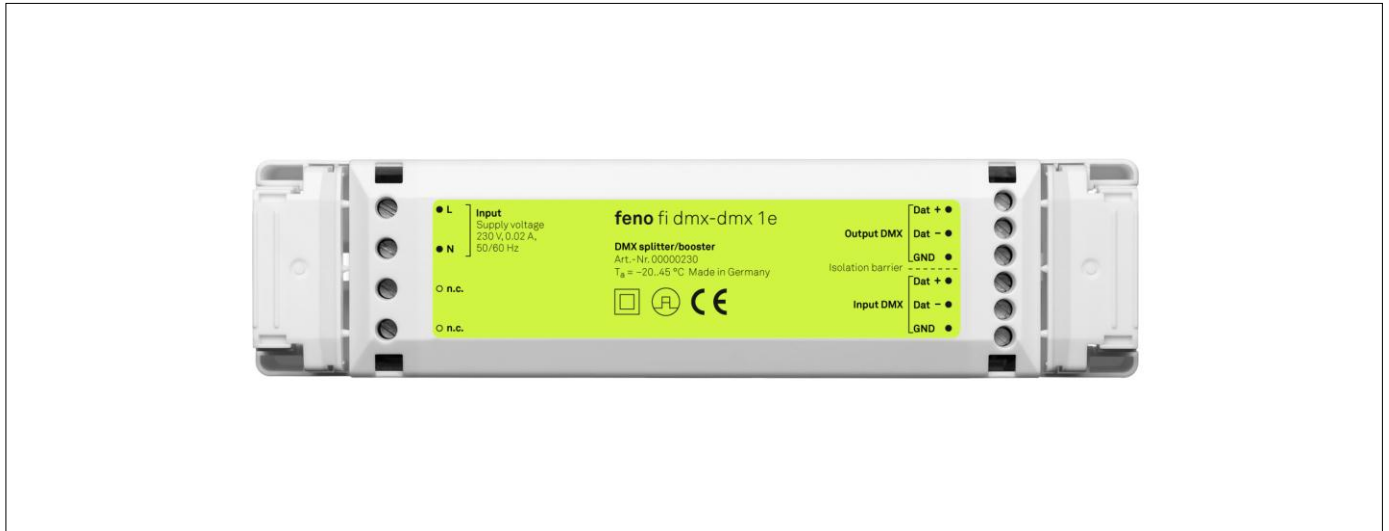 L
Input
Supply voltage
230 V, 0.02 A,
50/60 Hz
N
n.c.
n.c.
feno fi dmx-dmx 1e
DMX splitter/booster
Art.-Nr. 00000230
Ta = −20..45 °C Made in Germany
CE
Output DMX
Dat +
Dat −
GND
Isolation barrier
Input DMX
Dat +
Dat −
GND